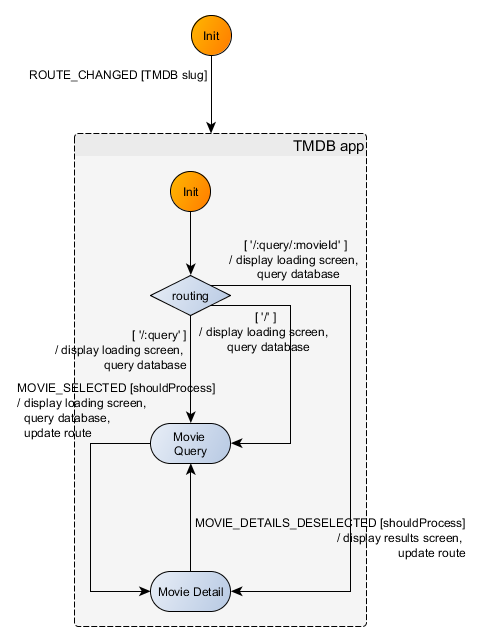 Init
ROUTE_CHANGED [TMDB slug]
TMDB app
Init
[ '/:query/:movieId' ]
/ display loading screen,
query database
routing
[ '/' ]
/ display loading screen,
query database
[ '/:query' ]
/ display loading screen,
query database
MOVIE_SELECTED [shouldProcess]
/ display loading screen,
query database,
update route
Movie
Query
MOVIE_DETAILS_DESELECTED [shouldProcess]
/ display results screen,
update route
Movie Detail